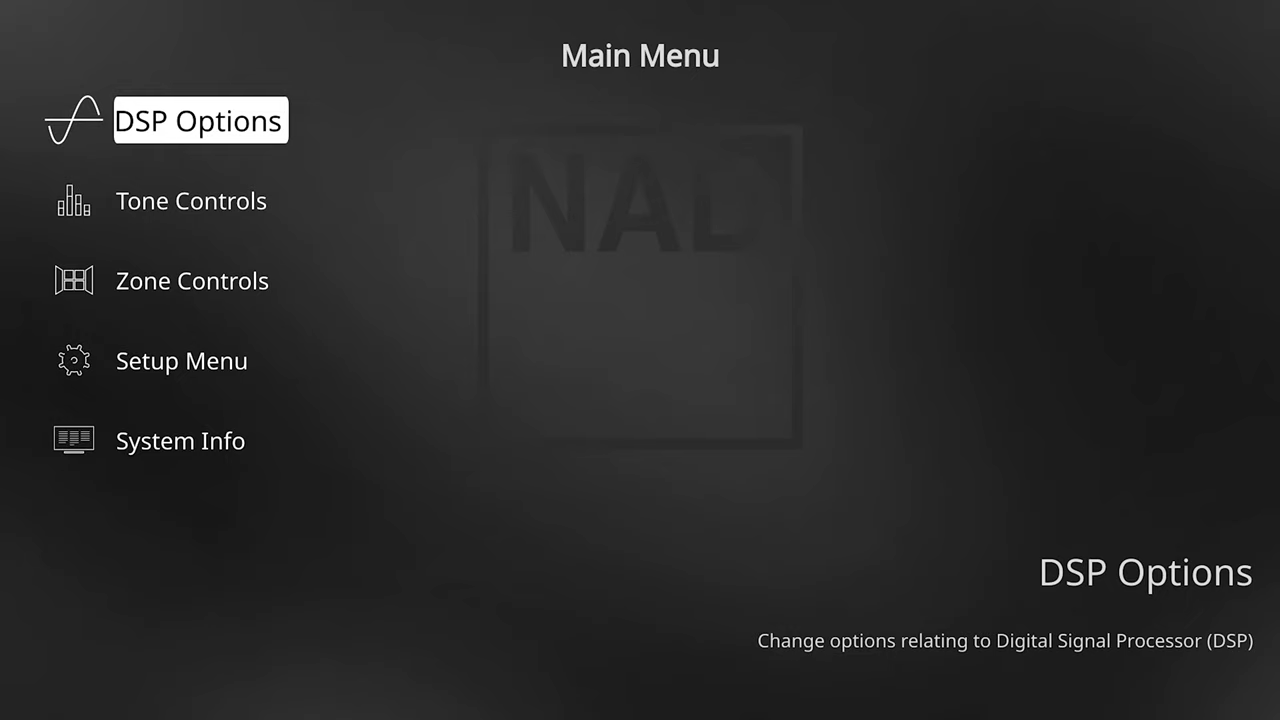 Main Menu
DSP Options
NAD
Tone Controls
Zone Controls
Setup Menu
System Info
DSP Options
Change options relating to Digital Signal Processor (DSP)